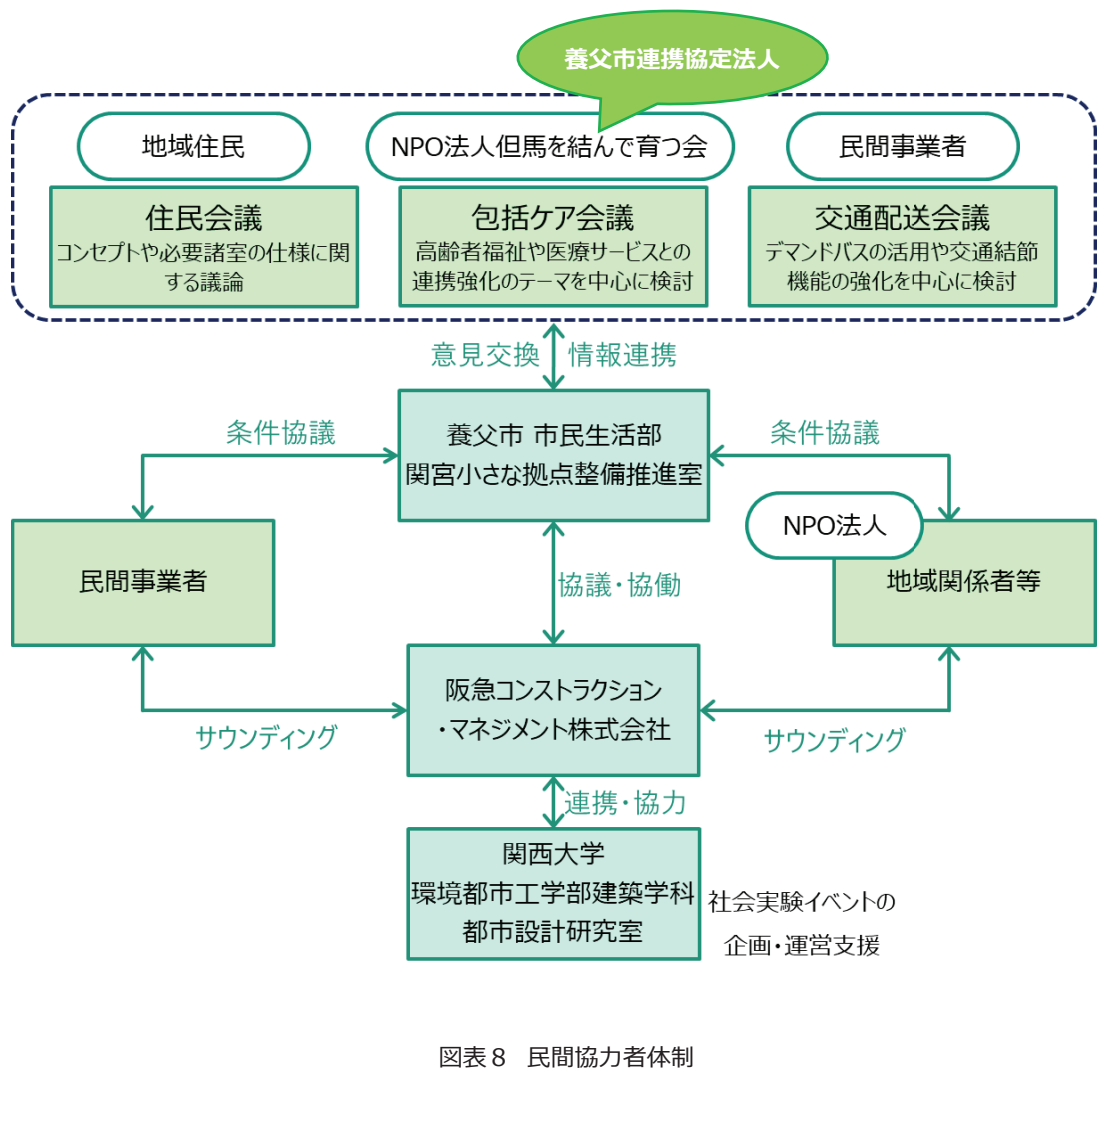 養父市連携協定法人
地域住民
NPO法人但馬を結んで育つ会
民間事業者
住民会議
コンセプトや必要諸室の仕様に関
する議論
包括ケア会議
高齢者福祉や医療サービスとの
連携強化のテーマを中心に検討
交通配送会議
デマンドバスの活用や交通結節
機能の強化を中心に検討
意見交換
情報連携
養父市 市民生活部
関宮小さな拠点整備推進室
条件協議
条件協議
民間事業者
NPO法人
地域関係者等
協議・協働
阪急コンストラクション
・マネジメント株式会社
サウンディング
サウンディング
連携・協力
関西大学
環境都市工学部建築学科
都市設計研究室
社会実験イベントの
企画・運営支援
図表８ 民間協力者体制